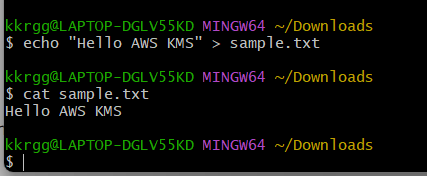 kkrgg@LAPTOP-DGLV55KD MINGW64 ~/Downloads
$ echo "Hello AWS KMS" > sample.txt
kkrgg@LAPTOP-DGLV55KD MINGW64 ~/Downloads
$ cat sample.txt
Hello AWS KMS
kkrgg@LAPTOP-DGLV55KD MINGW64 ~/Downloads
$